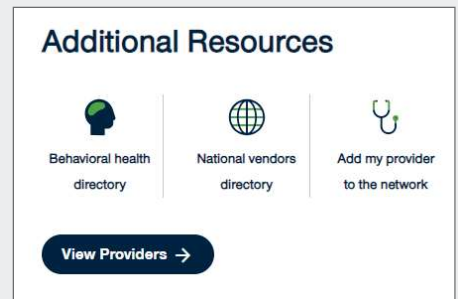 Additional Resources
Behavioral health
directory
National vendors
directory
Add my provider
to the network
View Providers →